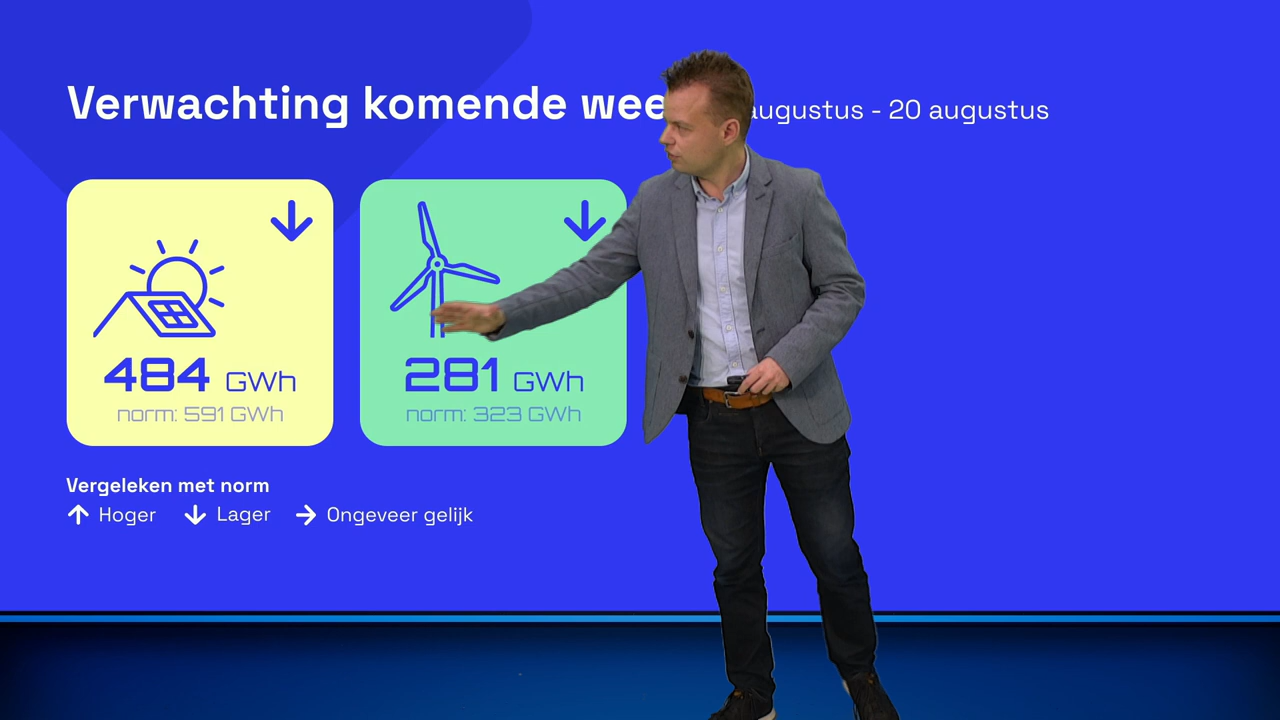 Verwachting komende augustus - 20 augustus
484 GWh
norm: 591 GWh
281 GWh
norm: 323 GWh
Vergeleken met norm
Hoger Lager Ongeveer gelijk